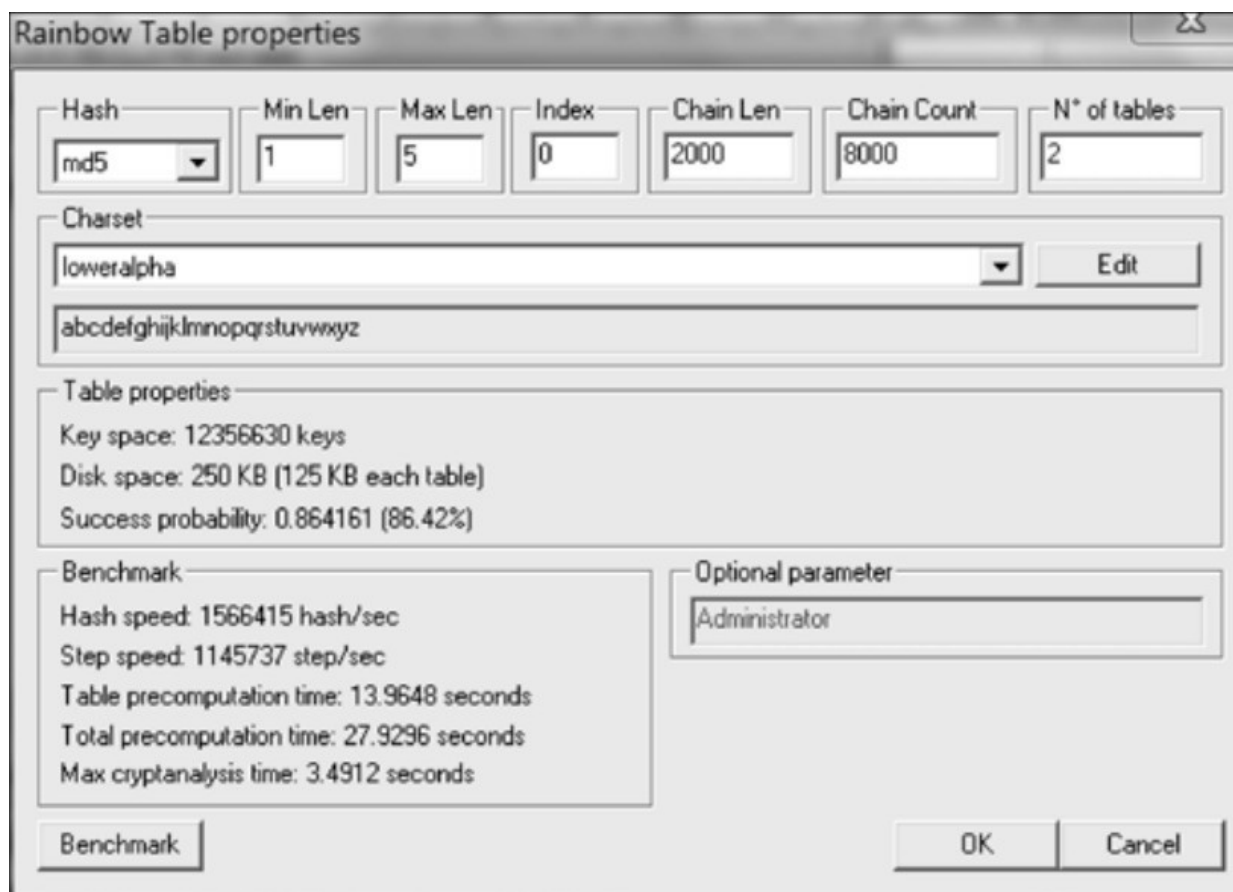 Rainbow Table properties
Hash Min Len Max Len Index Chain Len Chain Count N° of tables
md5 1 5 0 2000 8000 2
Charset
loweralpha Edit
abcdefghijklmnopqrstuvwxyz
Table properties
Key space: 12356630 keys
Disk space: 250 KB (125 KB each table)
Success probability: 0.864161 (86.42%)
Benchmark
Hash speed: 1566415 hash/sec
Step speed: 1145737 step/sec
Table precomputation time: 13.9648 seconds
Total precomputation time: 27.9296 seconds
Max cryptanalysis time: 3.4912 seconds
Optional parameter
Administrator
Benchmark OK Cancel